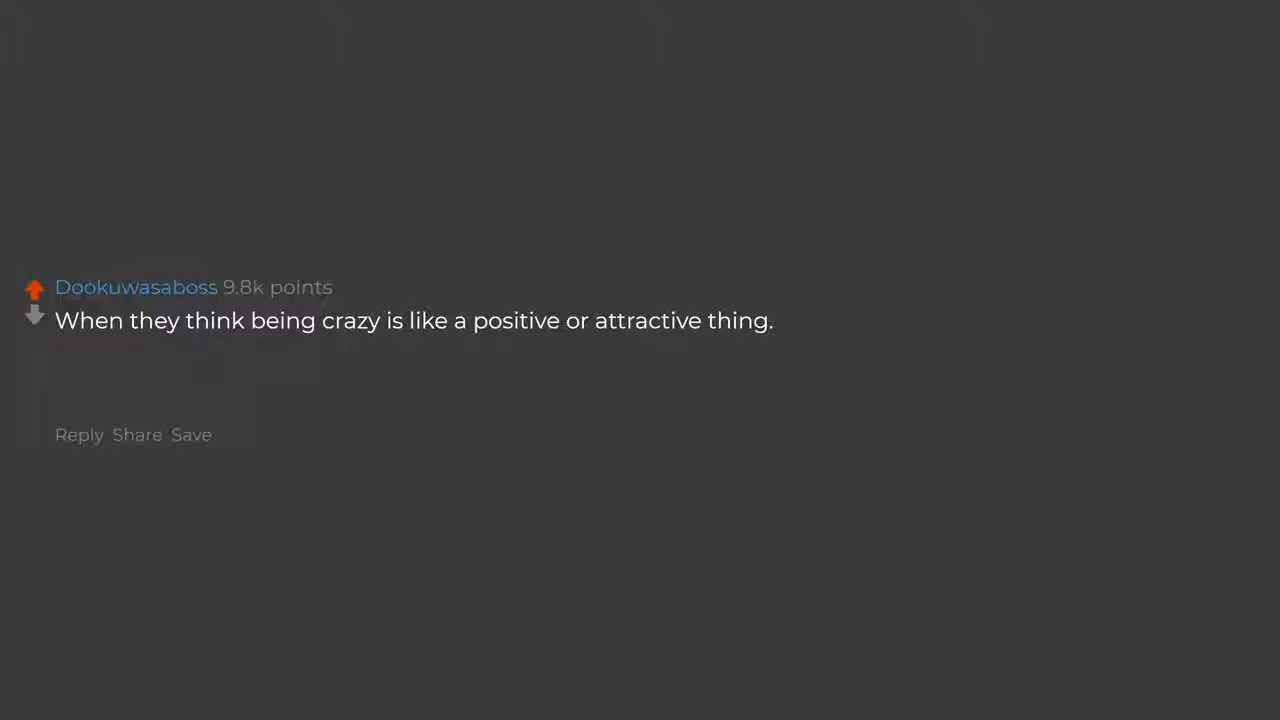 Dookuwasaboss 9.8k points
When they think being crazy is like a positive or attractive thing.
Reply Share Save